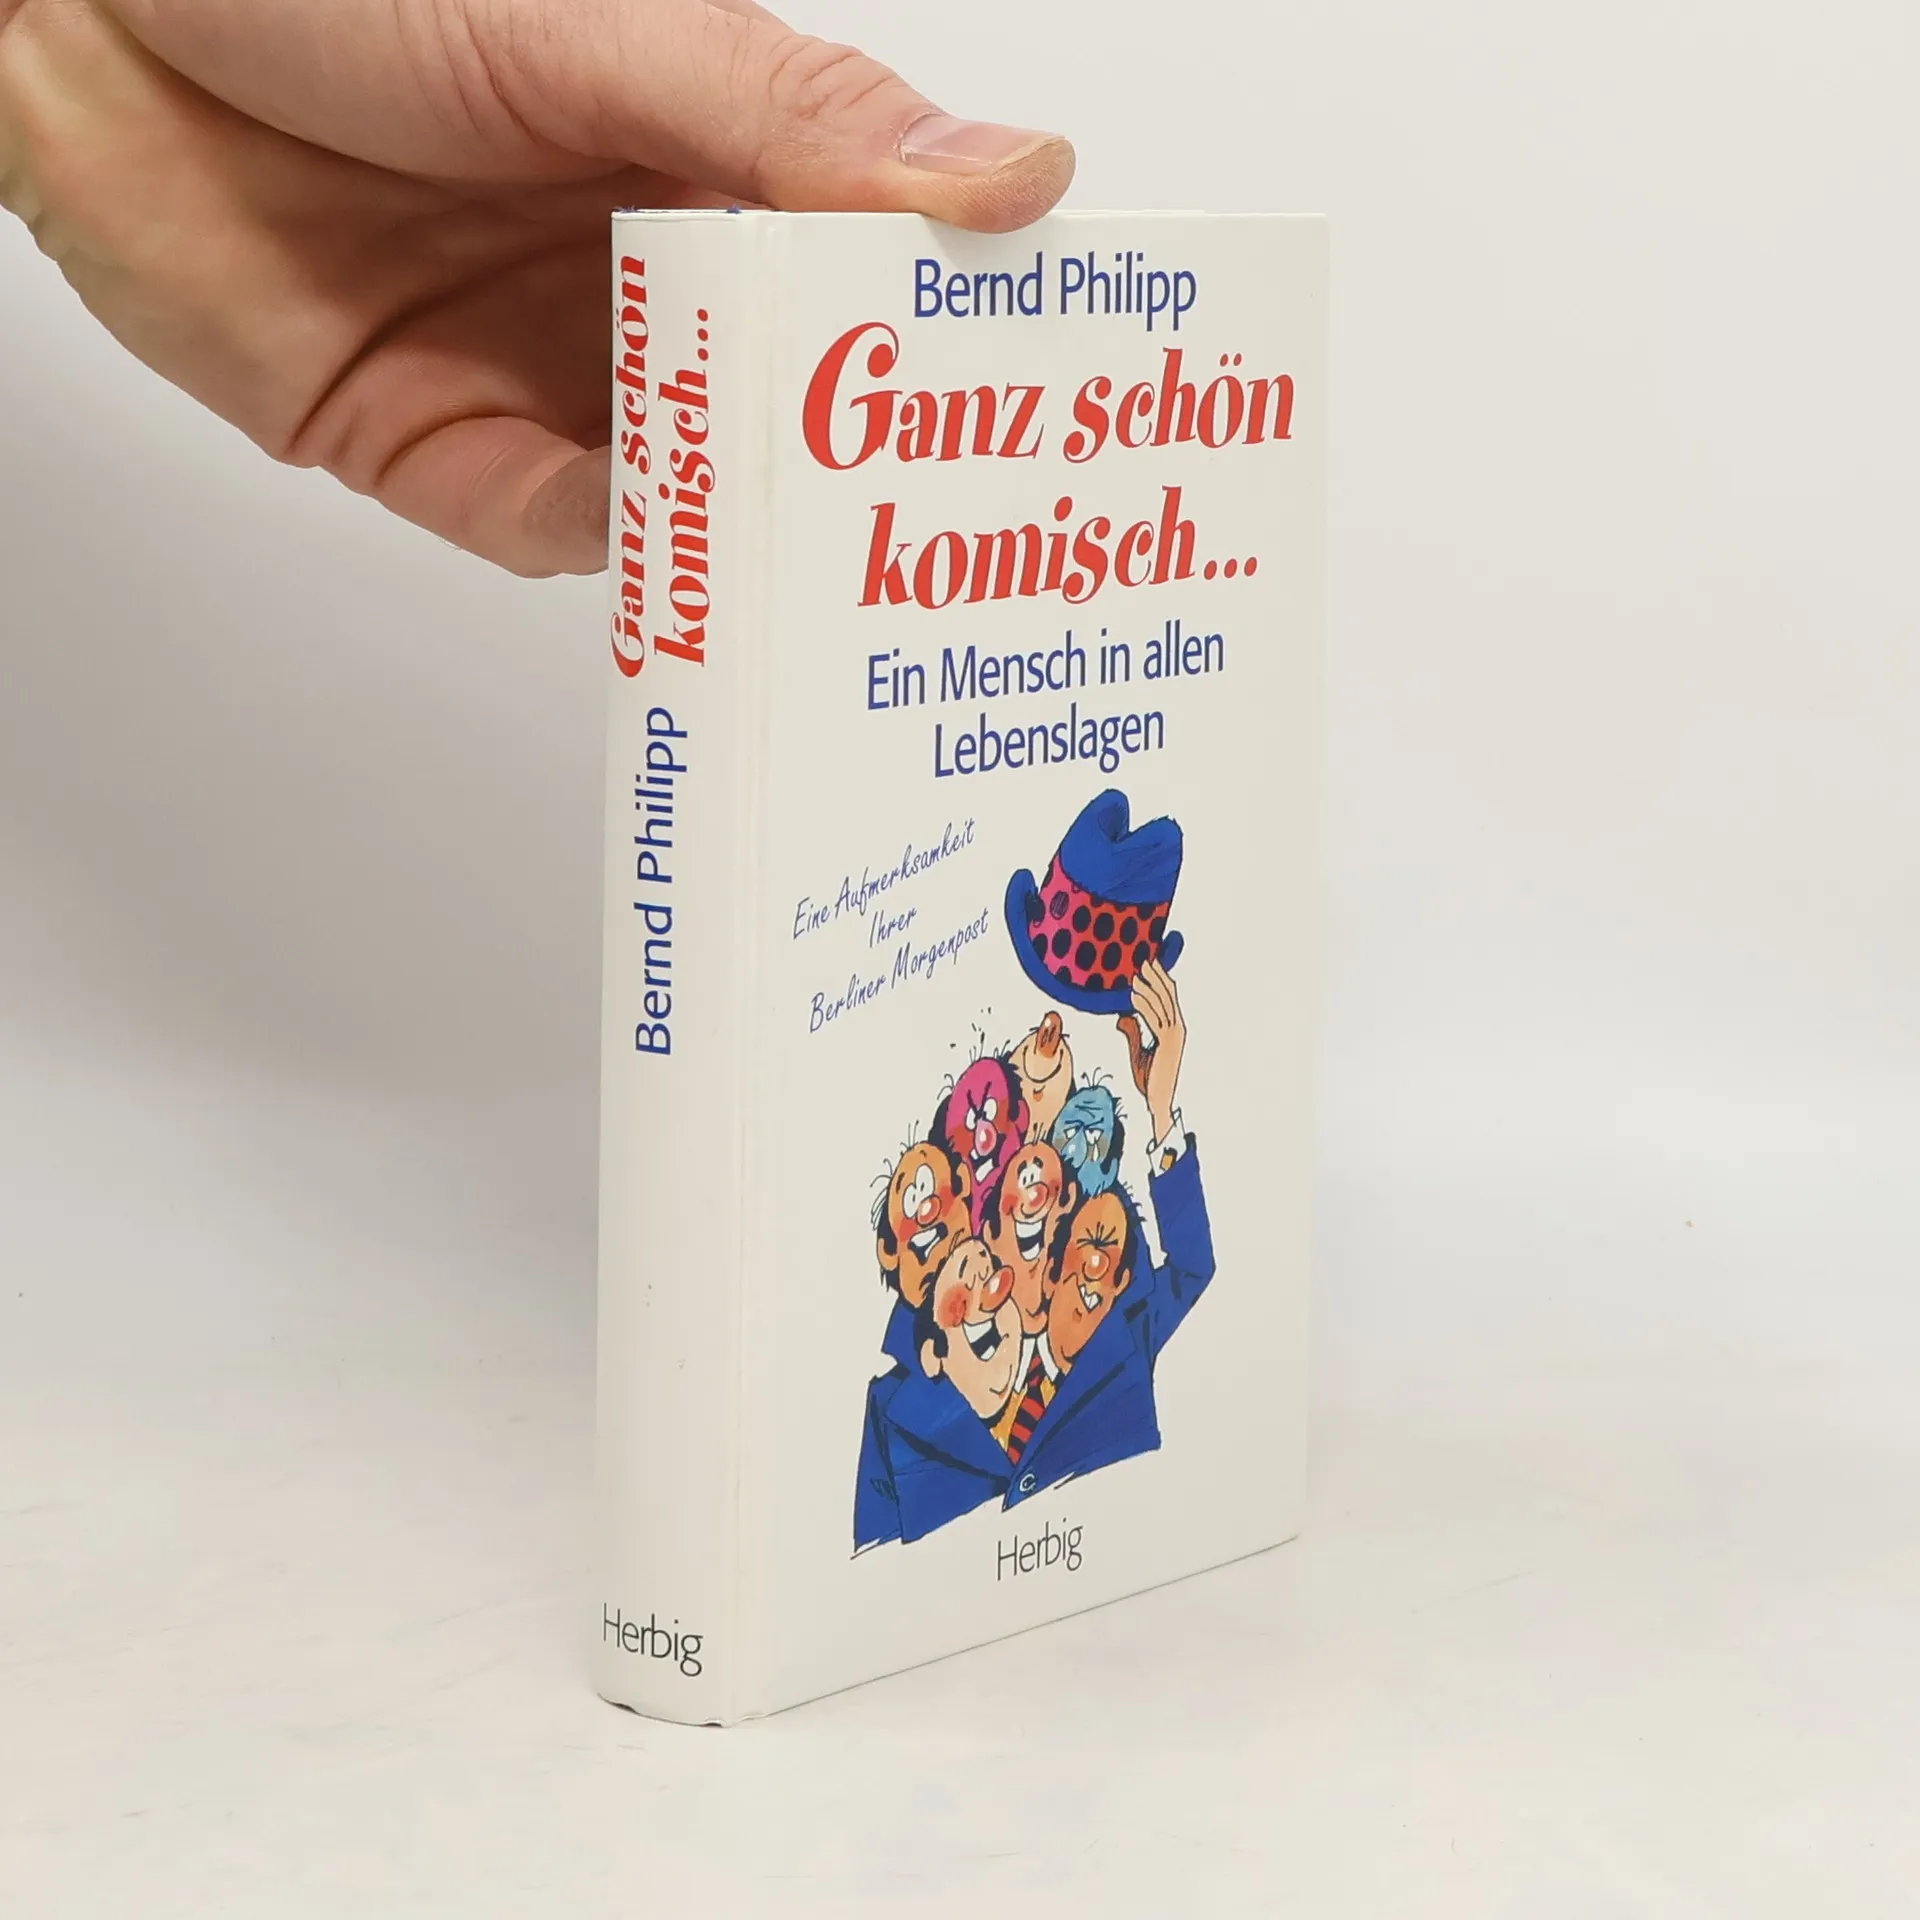 Ganz schön
komisch...
Bernd Philipp
Herbig
Bernd Philipp
Ganz schön
komisch...
Ein Mensch in allen
Lebenslagen
Eine Aufmerksamkeit
Ihrer
Berliner Morgenpost
Herbig